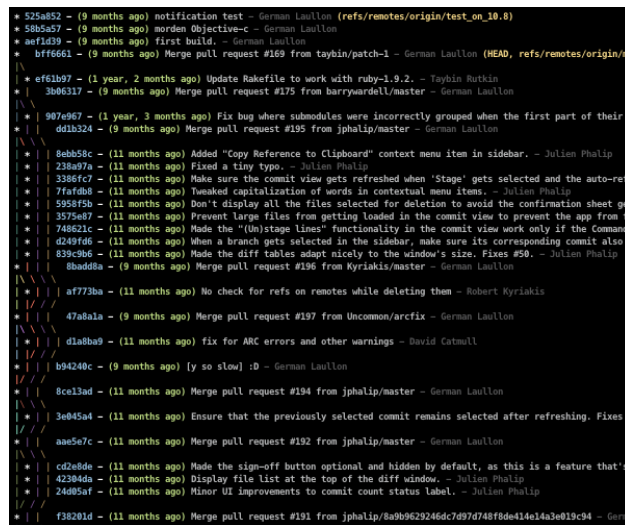 * 525a852 – (9 months ago) notification test – German Laullon (refs/remotes/origin/test_on_10.8)
* 58b5a57 – (9 months ago) morden Objective-c – German Laullon
* aef1d39 – (9 months ago) first build. – German Laullon
*   bff6661 – (9 months ago) Merge pull request #169 from taybin/patch-1 – German Laullon (HEAD, refs/remotes/origin/
|\
| * ef61b97 – (1 year, 2 months ago) Update Rakefile to work with ruby-1.9.2. – Taybin Rutkin
* |   3b06317 – (9 months ago) Merge pull request #175 from barrywardell/master – German Laullon
|\ \
| * | 907e967 – (1 year, 3 months ago) Fix bug where submodules were incorrectly grouped when the first part of their
* | |   dd1b324 – (9 months ago) Merge pull request #195 from jphalip/master – German Laullon
|\ \ \
| * | | 8ebb58c – (11 months ago) Added "Copy Reference to Clipboard" context menu item in sidebar. – Julien Phalip
| * | | 238a97a – (11 months ago) Fixed a tiny typo. – Julien Phalip
| * | | 3386fc7 – (11 months ago) Make sure the commit view gets refreshed when 'Stage' gets selected and the auto-ref
| * | | 7fafdb8 – (11 months ago) Tweaked capitalization of words in contextual menu items. – Julien Phalip
| * | | 5958f5b – (11 months ago) Don't display all the files selected for deletion to avoid the confirmation sheet ge
| * | | 3575e87 – (11 months ago) Prevent large files from getting loaded in the commit view to prevent the app from
| * | | 748621c – (11 months ago) Made the "(Un)stage lines" functionality in the commit view work only if the Comman
| * | | d249fd6 – (11 months ago) When a branch gets selected in the sidebar, make sure its corresponding commit also
| * | | 839c9b6 – (11 months ago) Made the diff tables adapt nicely to the window's size. Fixes #50. – Julien Phalip
* | | |   8badd8a – (9 months ago) Merge pull request #196 from Kyriakis/master – German Laullon
|\ \ \ \
| * | | | af773ba – (11 months ago) No check for refs on remotes while deleting them – Robert Kyriakis
| |/ / /
* | | |   47a8a1a – (9 months ago) Merge pull request #197 from Uncommon/arcfix – German Laullon
|\ \ \ \
| * | | | d1a8ba9 – (11 months ago) fix for ARC errors and other warnings – David Catmull
| |/ / /
* | | | b94240c – (9 months ago) [y so slow] :D – German Laullon
|/ / /
* | |   8ce13ad – (11 months ago) Merge pull request #194 from jphalip/master – German Laullon
|\ \ \
| * | | 3e045a4 – (11 months ago) Ensure that the previously selected commit remains selected after refreshing. Fixes
|/ / /
* | |   aae5e7c – (11 months ago) Merge pull request #192 from jphalip/master – German Laullon
|\ \ \
| * | | cd2e8de – (11 months ago) Made the sign-off button optional and hidden by default, as this is a feature that's
| * | | 42304da – (11 months ago) Display file list at the top of the diff window. – Julien Phalip
| * | | 24d05af – (11 months ago) Minor UI improvements to commit count status label. – Julien Phalip
|/ / /
* | |   f38201d – (11 months ago) Merge pull request #191 from jphalip/8a9b9629246dc7d97d748f8de414e14a3e019c94 – Ger